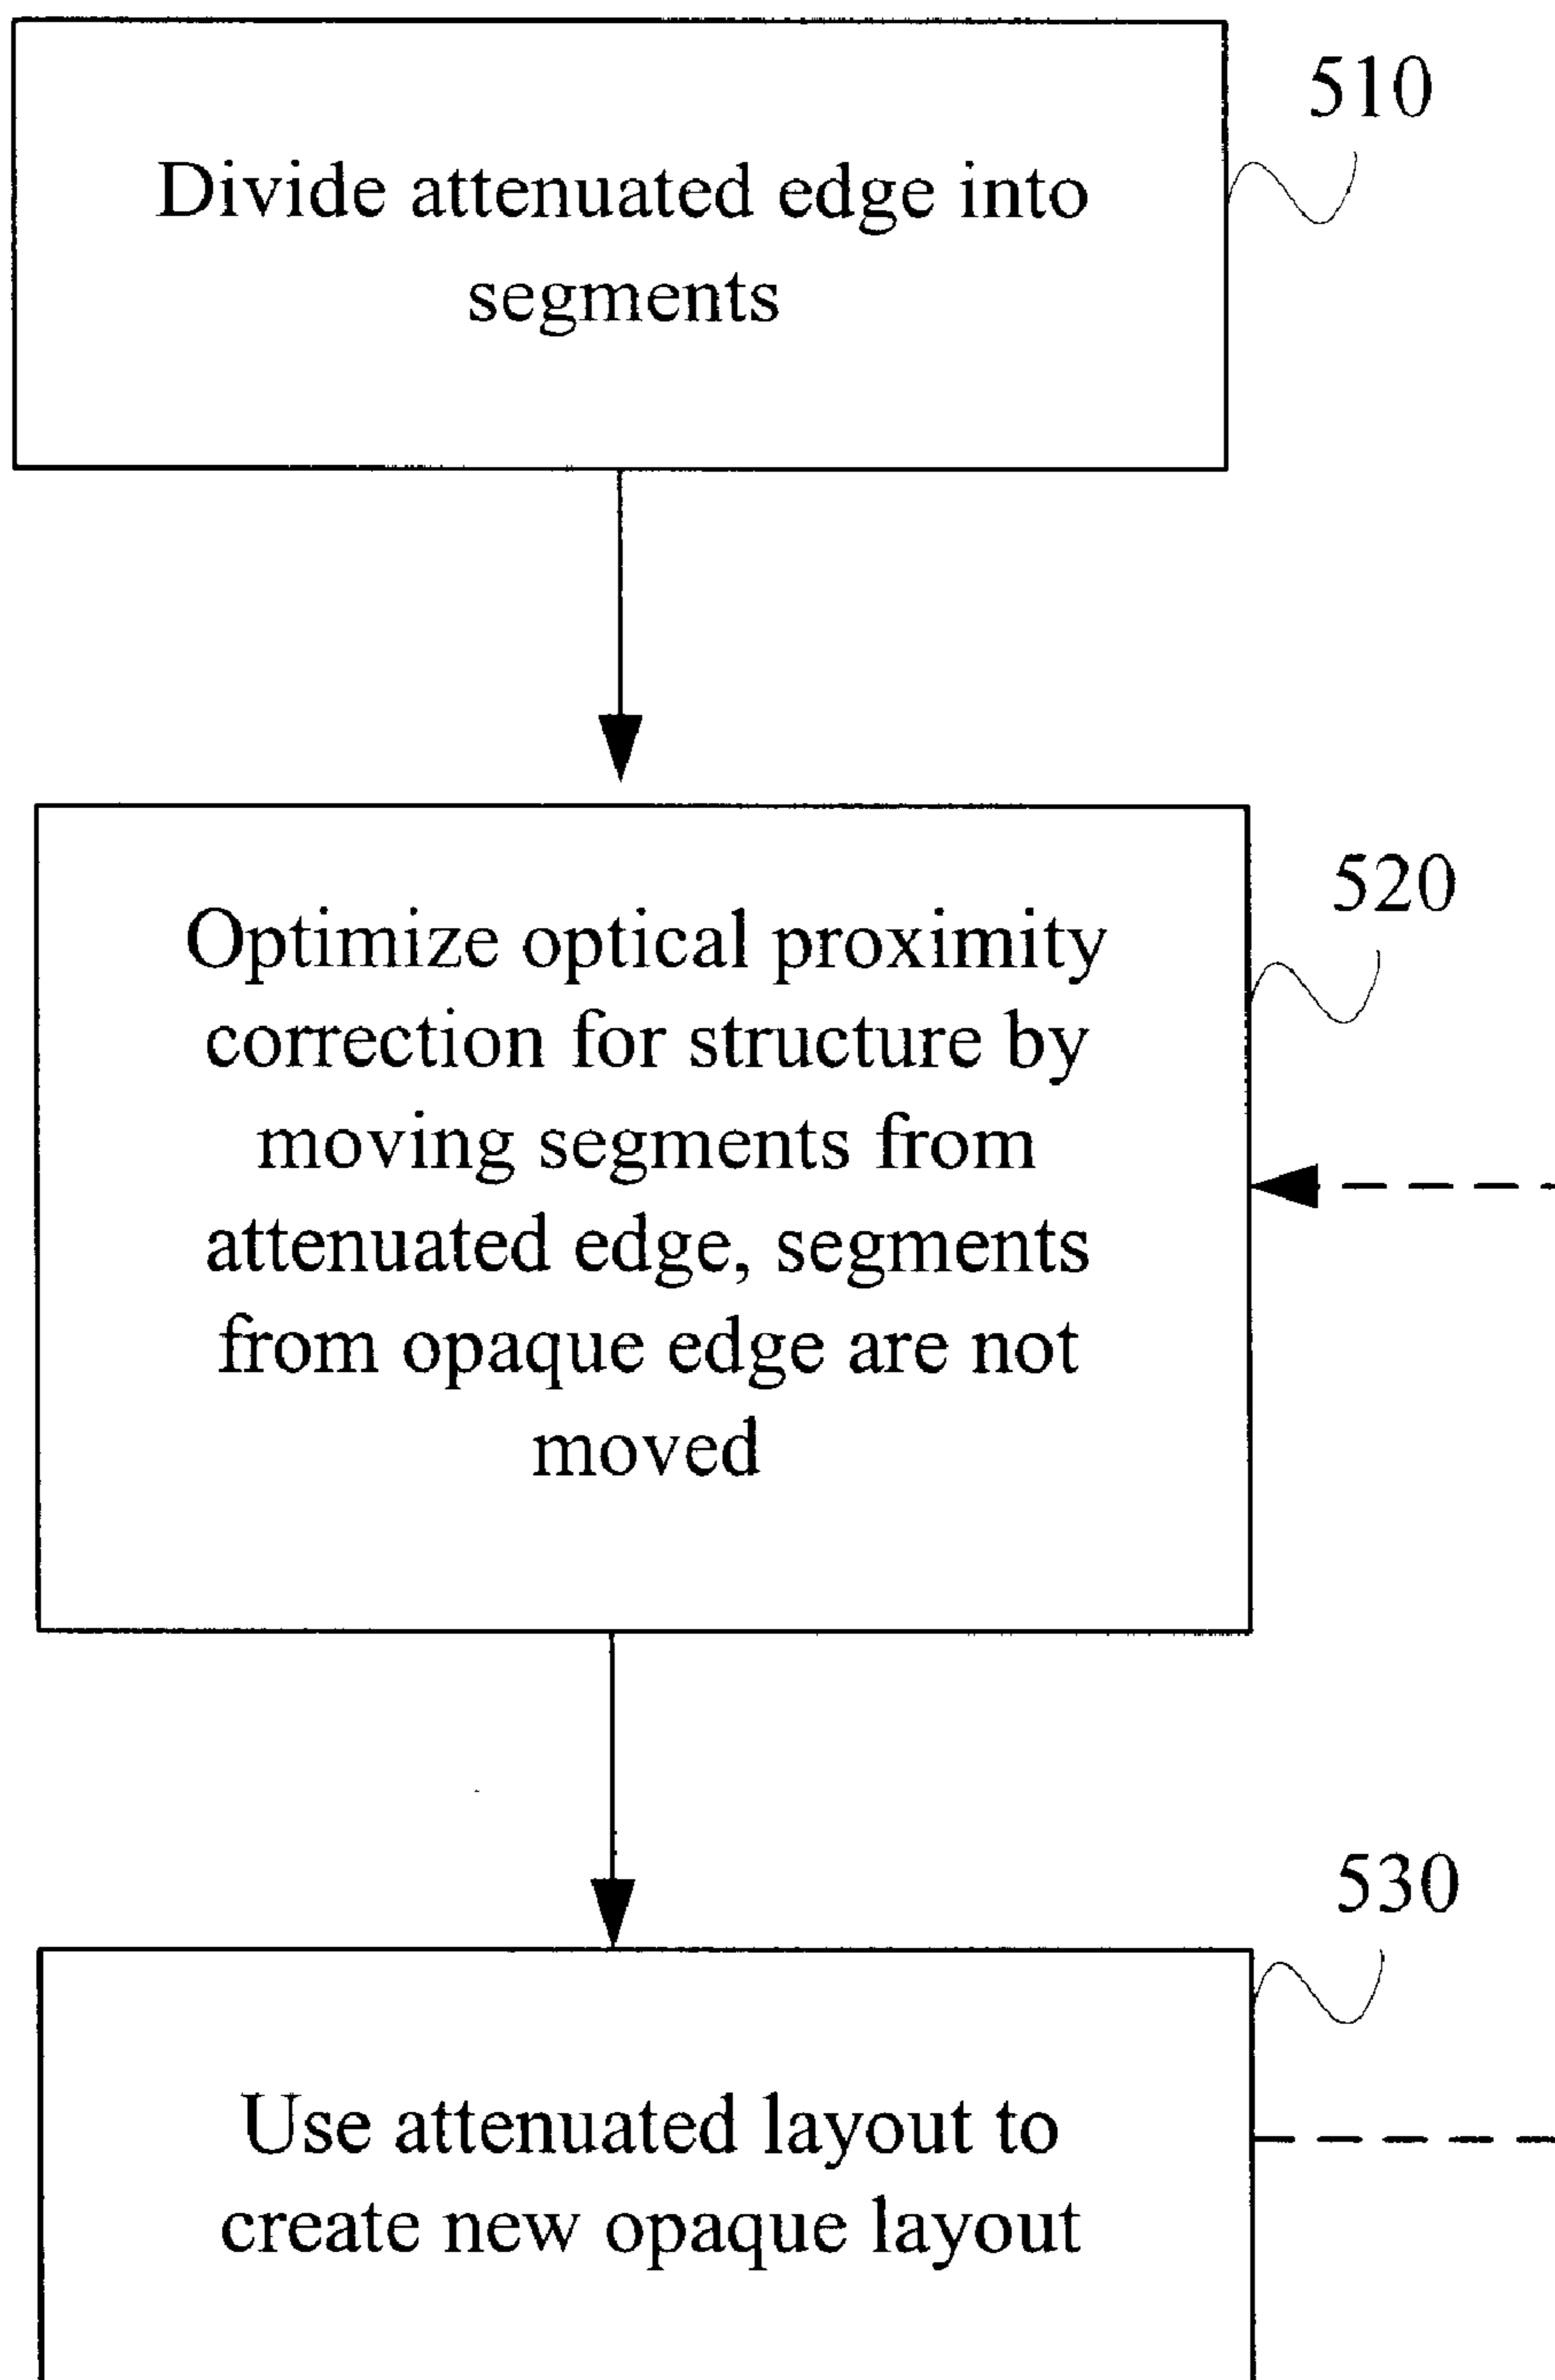 510
Divide attenuated edge into
segments
520
Optimize optical proximity
correction for structure by
moving segments from
attenuated edge, segments
from opaque edge are not
moved
530
Use attenuated layout to
create new opaque layout